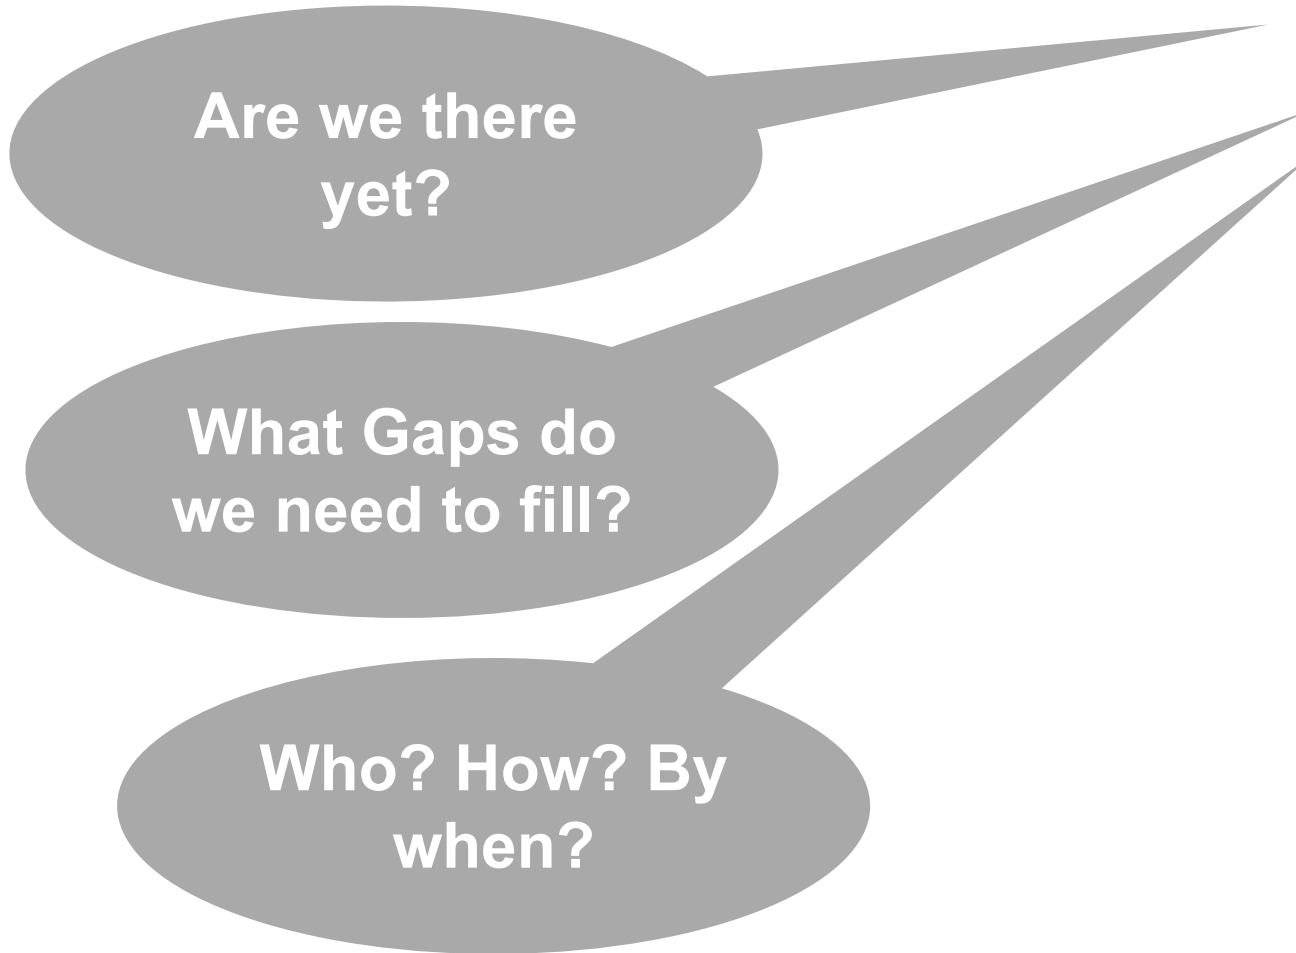 Are we there
yet?
What Gaps do
we need to fill?
Who? How? By
when?